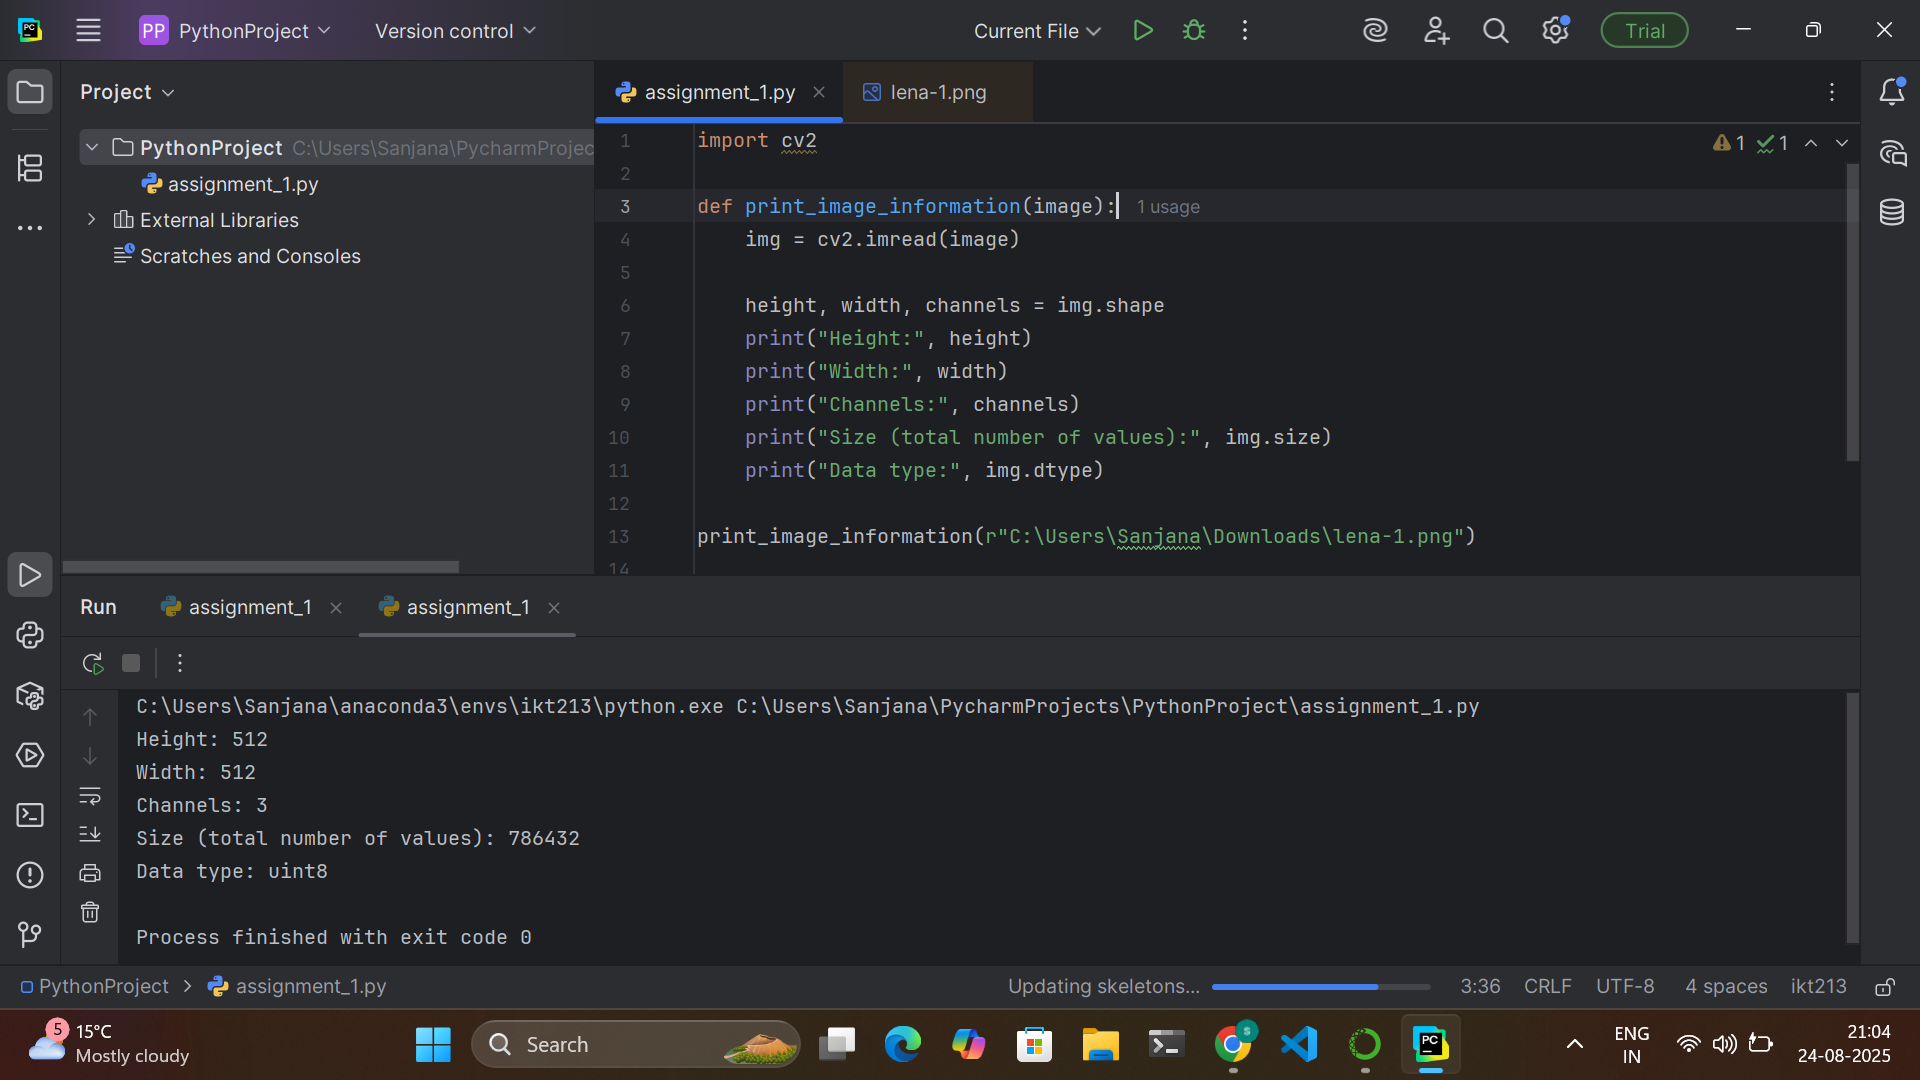 PP PythonProject Version control Current File Trial
Project
PythonProject C:\Users\Sanjana\PycharmProjec
assignment_1.py
External Libraries
Scratches and Consoles
assignment_1.py lena-1.png
1 import cv2
1 1
2
3 def print_image_information(image): 1 usage
4 img = cv2.imread(image)
5
6 height, width, channels = img.shape
7 print("Height:", height)
8 print("Width:", width)
9 print("Channels:", channels)
10 print("Size (total number of values):", img.size)
11 print("Data type:", img.dtype)
12
13 print_image_information(r"C:\Users\Sanjana\Downloads\lena-1.png")
14
Run assignment_1 assignment_1
C:\Users\Sanjana\anaconda3\envs\ikt213\python.exe C:\Users\Sanjana\PycharmProjects\PythonProject\assignment_1.py
Height: 512
Width: 512
Channels: 3
Size (total number of values): 786432
Data type: uint8
Process finished with exit code 0
PythonProject > assignment_1.py Updating skeletons... 3:36 CRLF UTF-8 4 spaces ikt213
5
15°C
Mostly cloudy
Search
PC
ENG
IN
21:04
24-08-2025